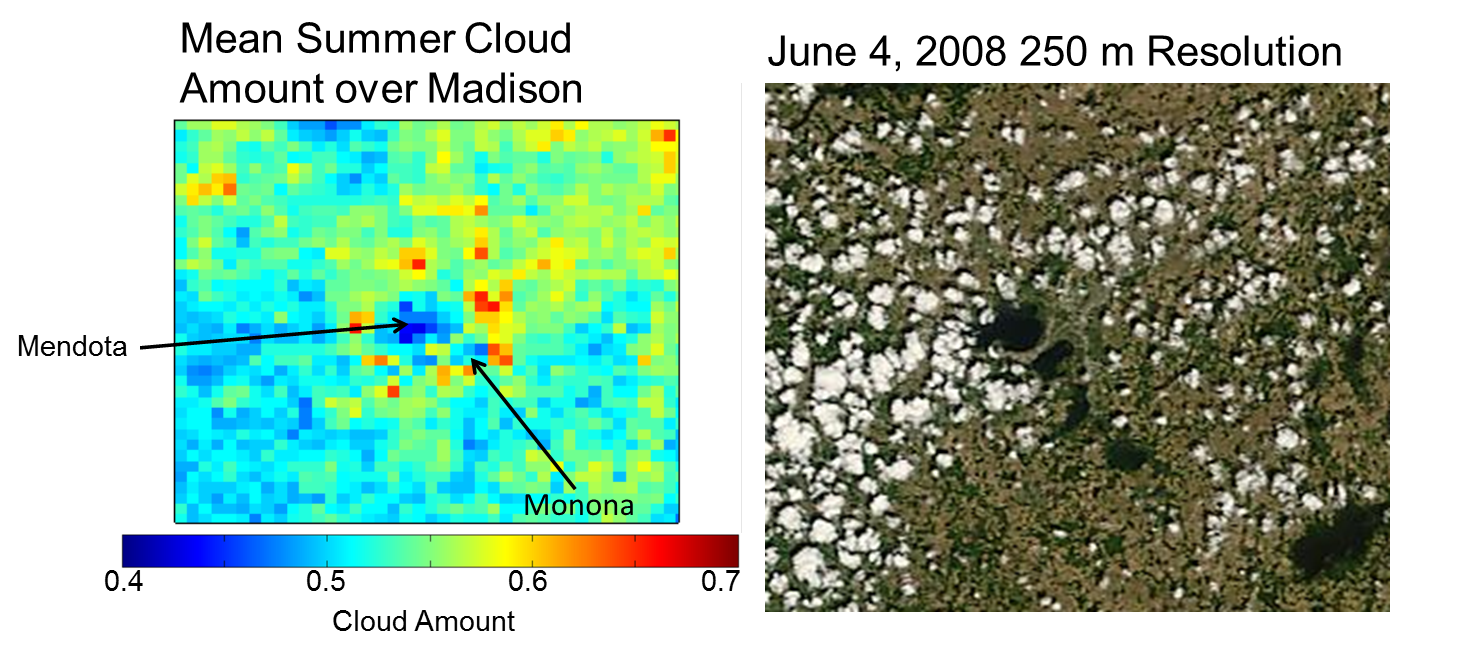 Mean Summer Cloud
Amount over Madison
June 4, 2008 250 m Resolution
Mendota
Monona
0.4 0.5 0.6 0.7
Cloud Amount